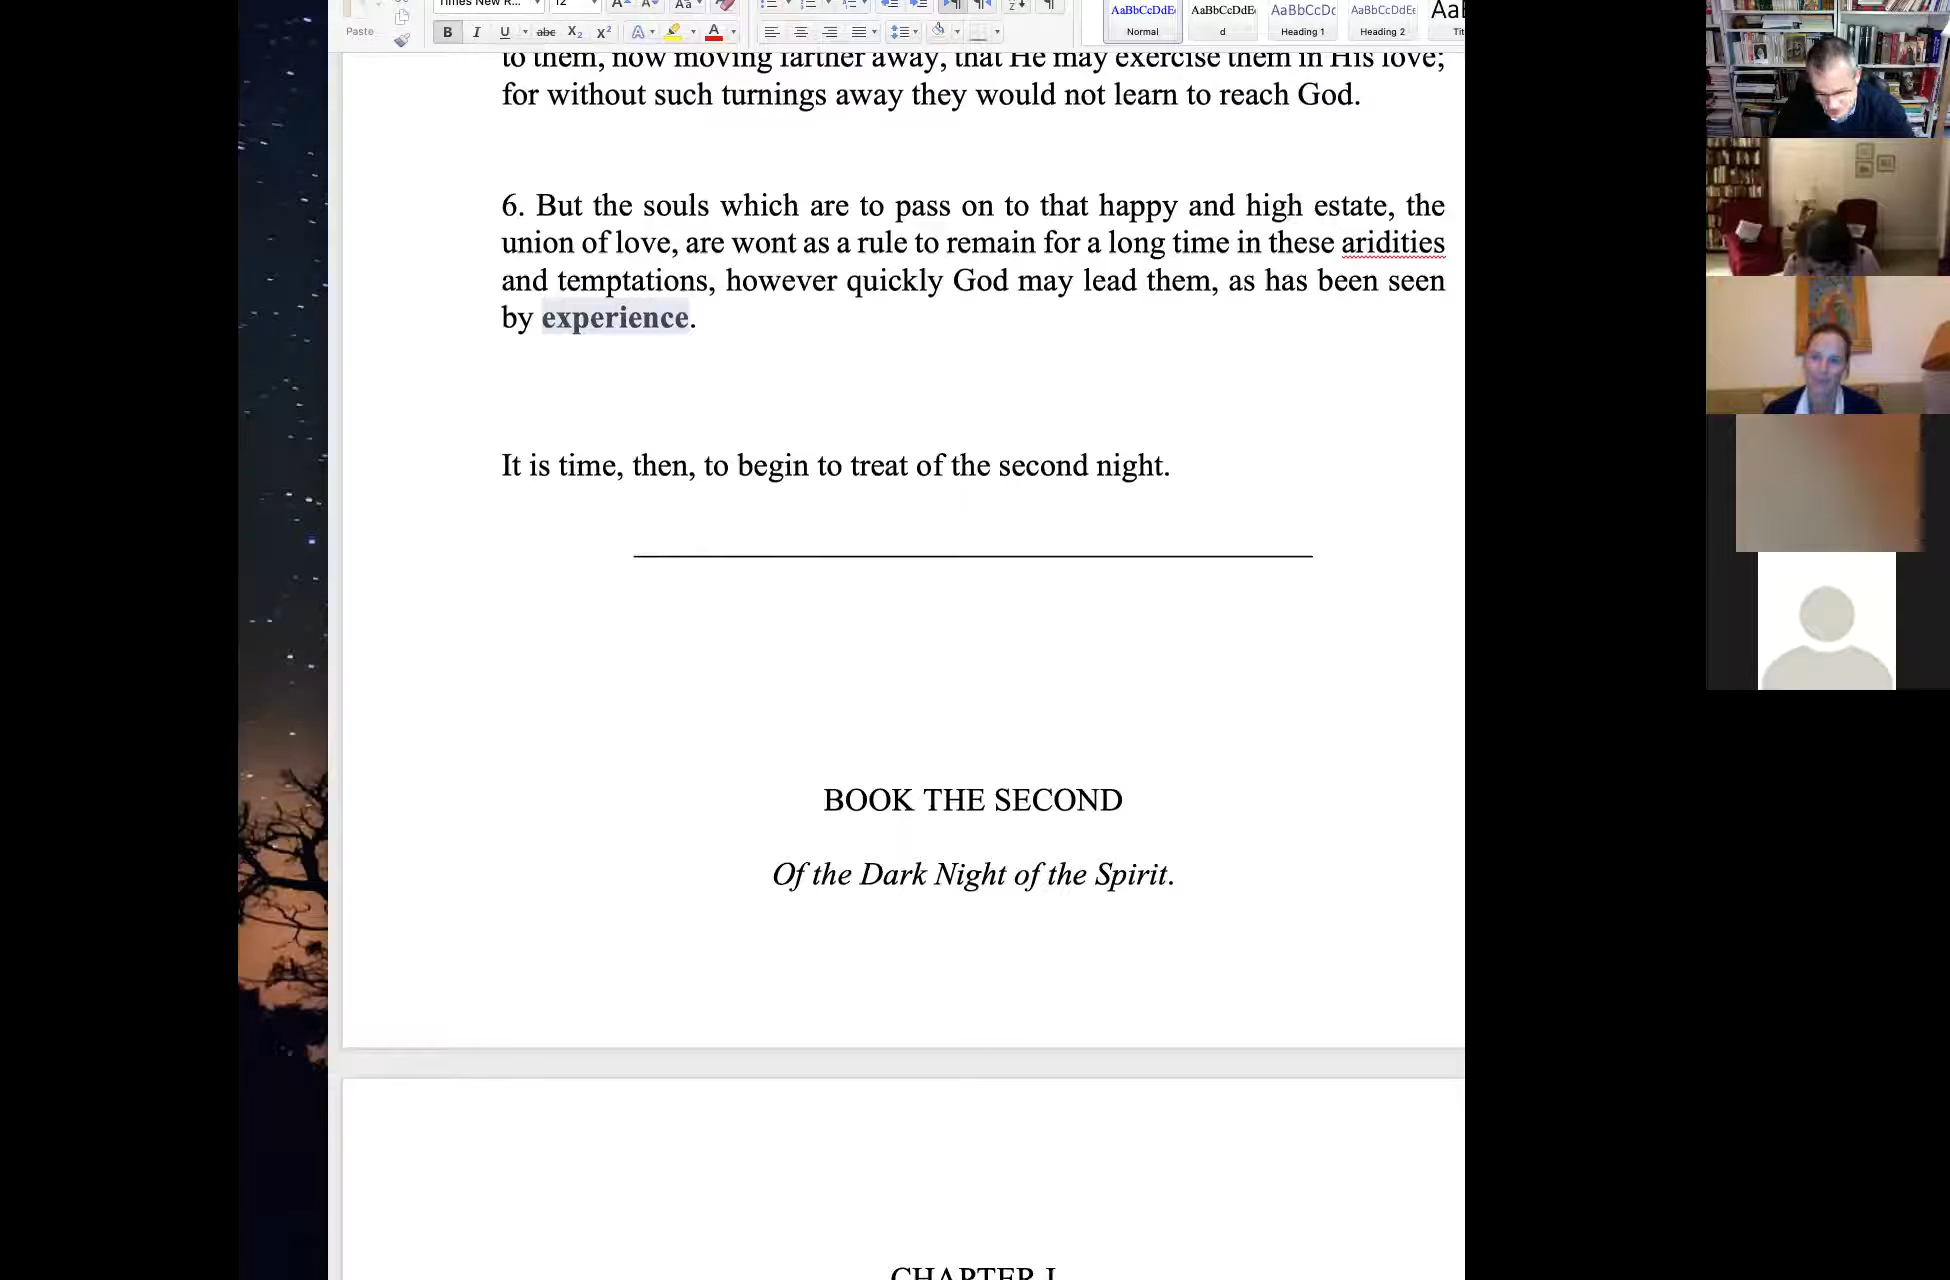 Times New R... 12
Paste
B I U abc X2 X2 A A
AaBbCcDdE AaBbCcDdE AaBbCcDc AaBbCcDdE Aa
Normal d Heading 1 Heading 2 Tit
to them, now moving farther away, that He may exercise them in His love;
for without such turnings away they would not learn to reach God.
6. But the souls which are to pass on to that happy and high estate, the
union of love, are wont as a rule to remain for a long time in these aridities
and temptations, however quickly God may lead them, as has been seen
by experience.
It is time, then, to begin to treat of the second night.
BOOK THE SECOND
Of the Dark Night of the Spirit.
CHAPTER I